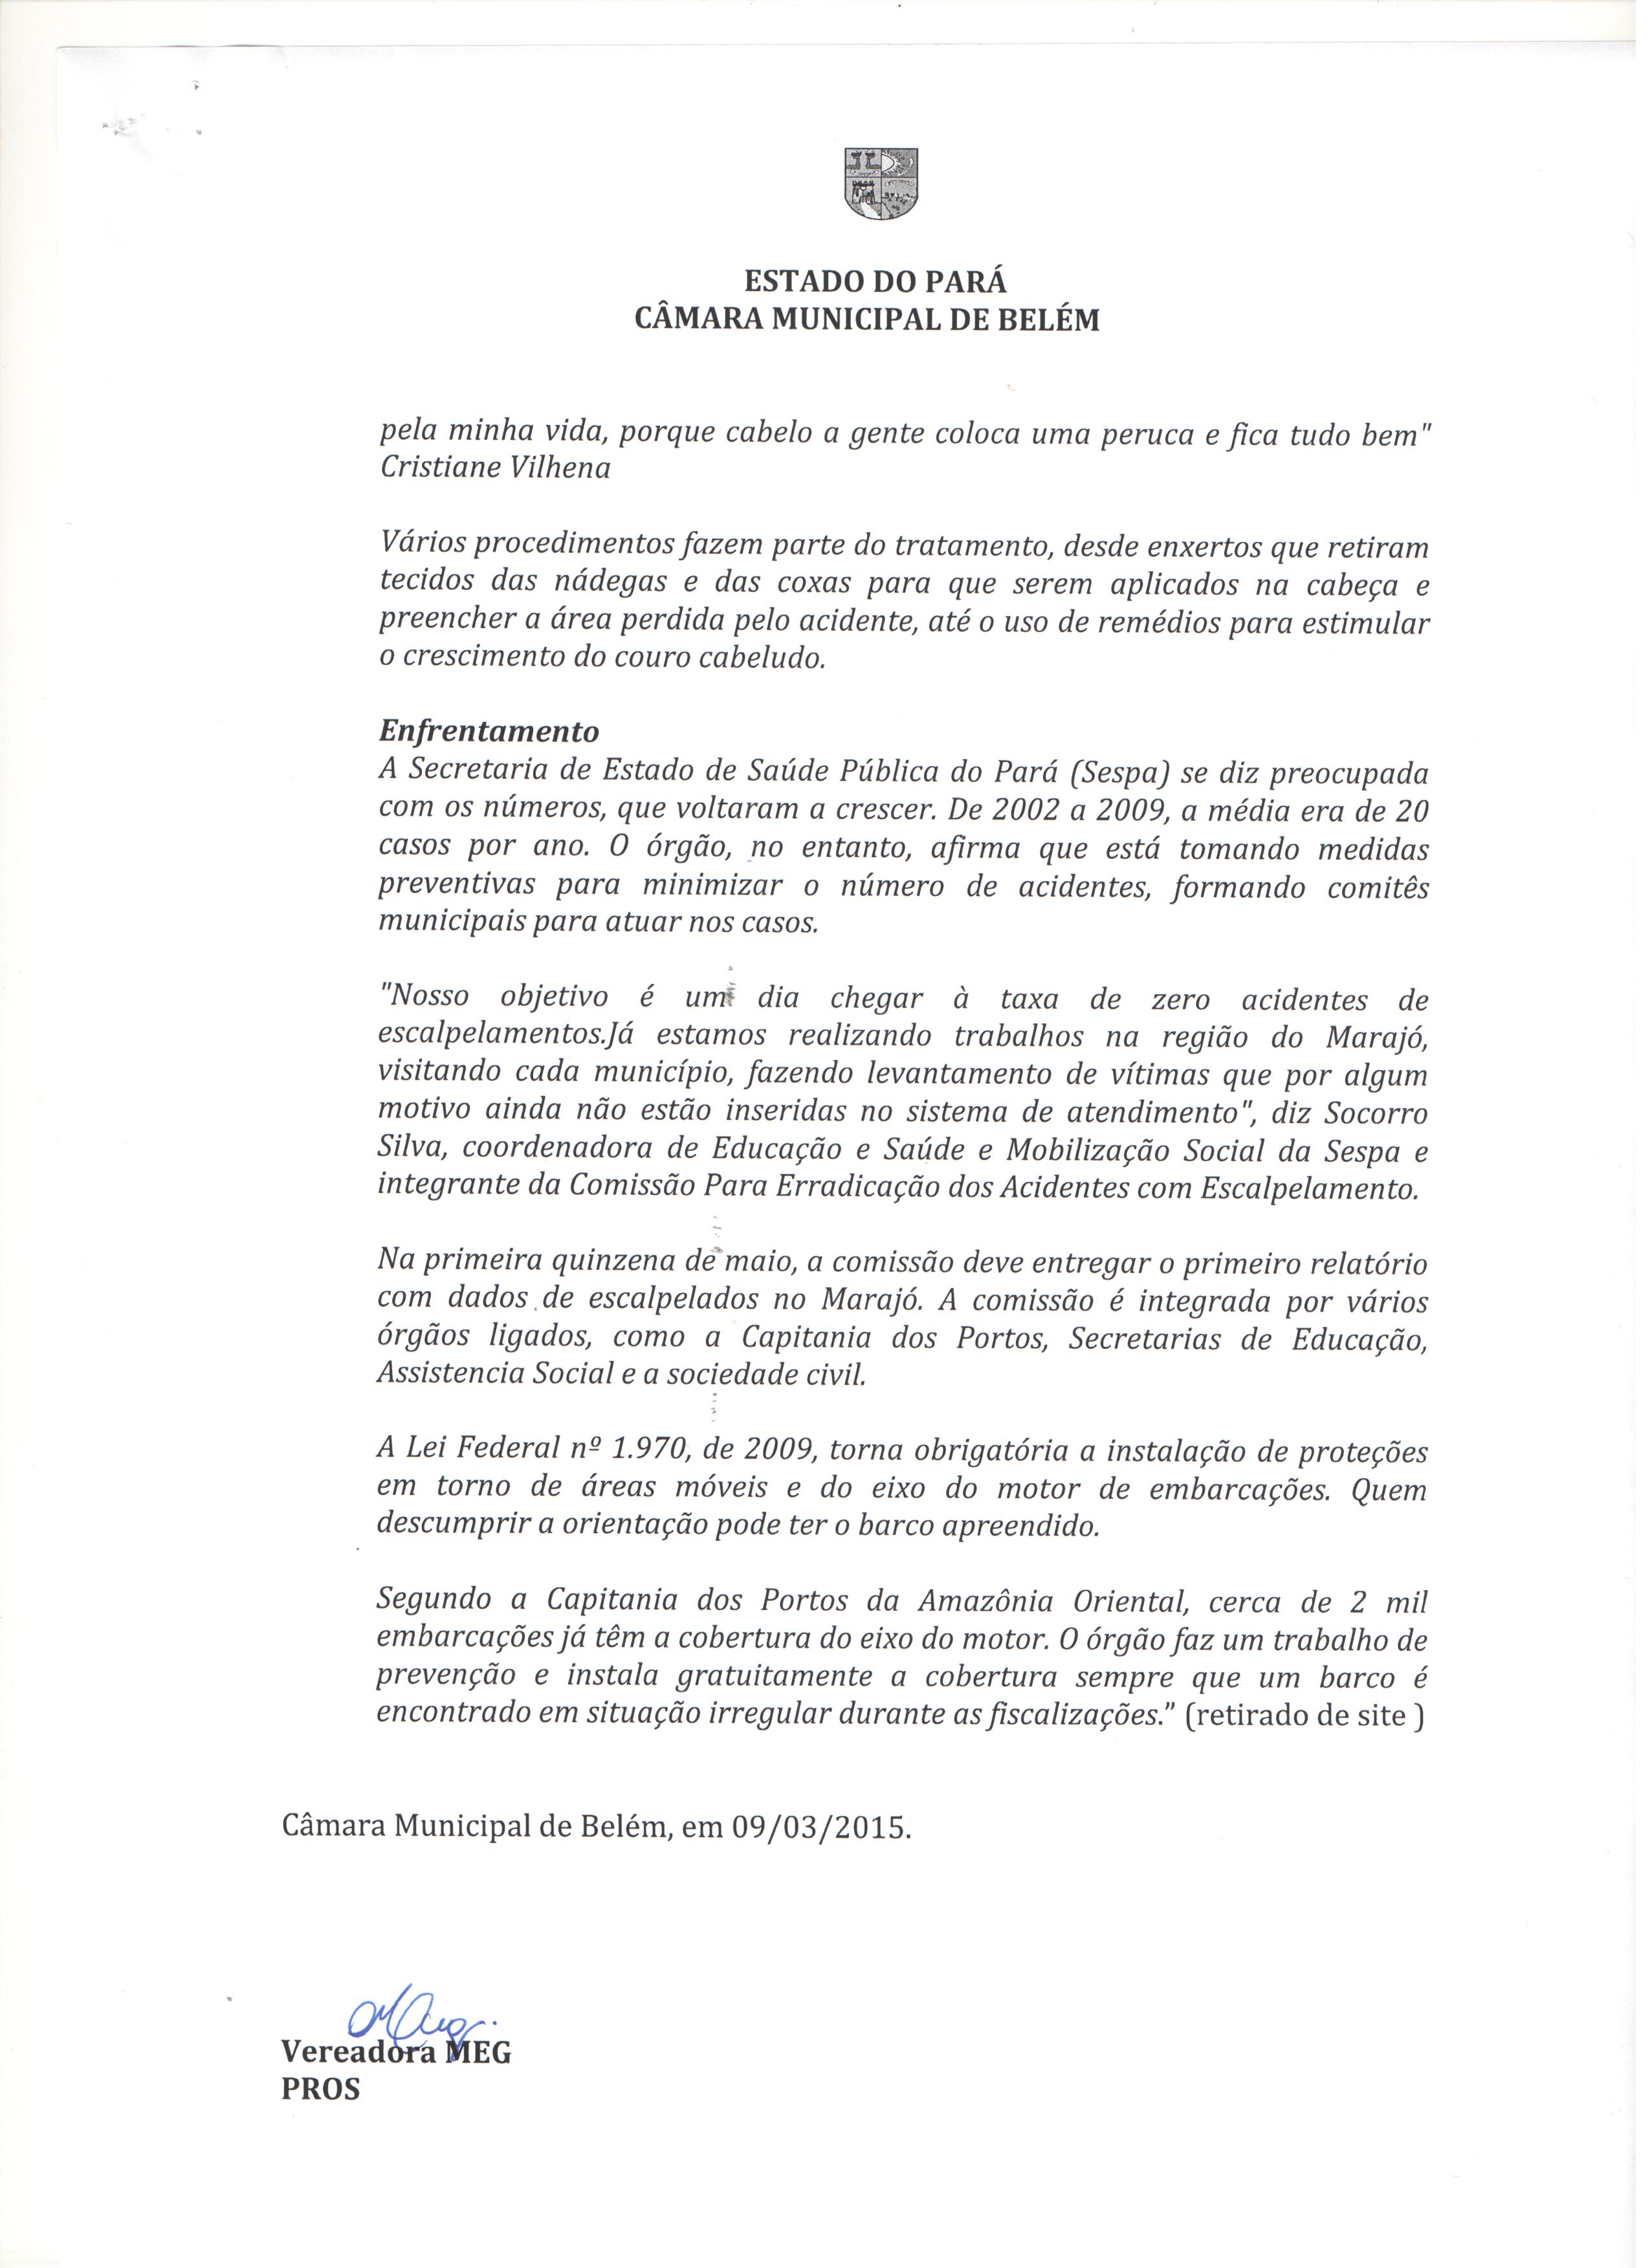 ESTADO DO PARÁ
CÂMARA MUNICIPAL DE BELÉM
pela minha vida, porque cabelo a gente coloca uma peruca e fica tudo bem"
Cristiane Vilhena
Vários procedimentos fazem parte do tratamento, desde enxertos que retiram
tecidos das nádegas e das coxas para que serem aplicados na cabeça e
preencher a área perdida pelo acidente, até o uso de remédios para estimular
o crescimento do couro cabeludo.
Enfrentamento
A Secretaria de Estado de Saúde Pública do Pará (Sespa) se diz preocupada
com os números, que voltaram a crescer. De 2002 a 2009, a média era de 20
casos por ano. O órgão, no entanto, afirma que está tomando medidas
preventivas para minimizar o número de acidentes, formando comitês
municipais para atuar nos casos.
"Nosso objetivo é um dia chegar à taxa de zero acidentes de
escalpelamentos.Já estamos realizando trabalhos na região do Marajó,
visitando cada município, fazendo levantamento de vítimas que por algum
motivo ainda não estão inseridas no sistema de atendimento", diz Socorro
Silva, coordenadora de Educação e Saúde e Mobilização Social da Sespa e
integrante da Comissão Para Erradicação dos Acidentes com Escalpelamento.
Na primeira quinzena de maio, a comissão deve entregar o primeiro relatório
com dados de escalpelados no Marajó. A comissão é integrada por vários
órgãos ligados, como a Capitania dos Portos, Secretarias de Educação,
Assistencia Social e a sociedade civil.
A Lei Federal nº 1.970, de 2009, torna obrigatória a instalação de proteções
em torno de áreas móveis e do eixo do motor de embarcações. Quem
descumprir a orientação pode ter o barco apreendido.
Segundo a Capitania dos Portos da Amazônia Oriental, cerca de 2 mil
embarcações já têm a cobertura do eixo do motor. O órgão faz um trabalho de
prevenção e instala gratuitamente a cobertura sempre que um barco é
encontrado em situação irregular durante as fiscalizações.” (retirado de site )
Câmara Municipal de Belém, em 09/03/2015.
Vereadora MEG
PROS